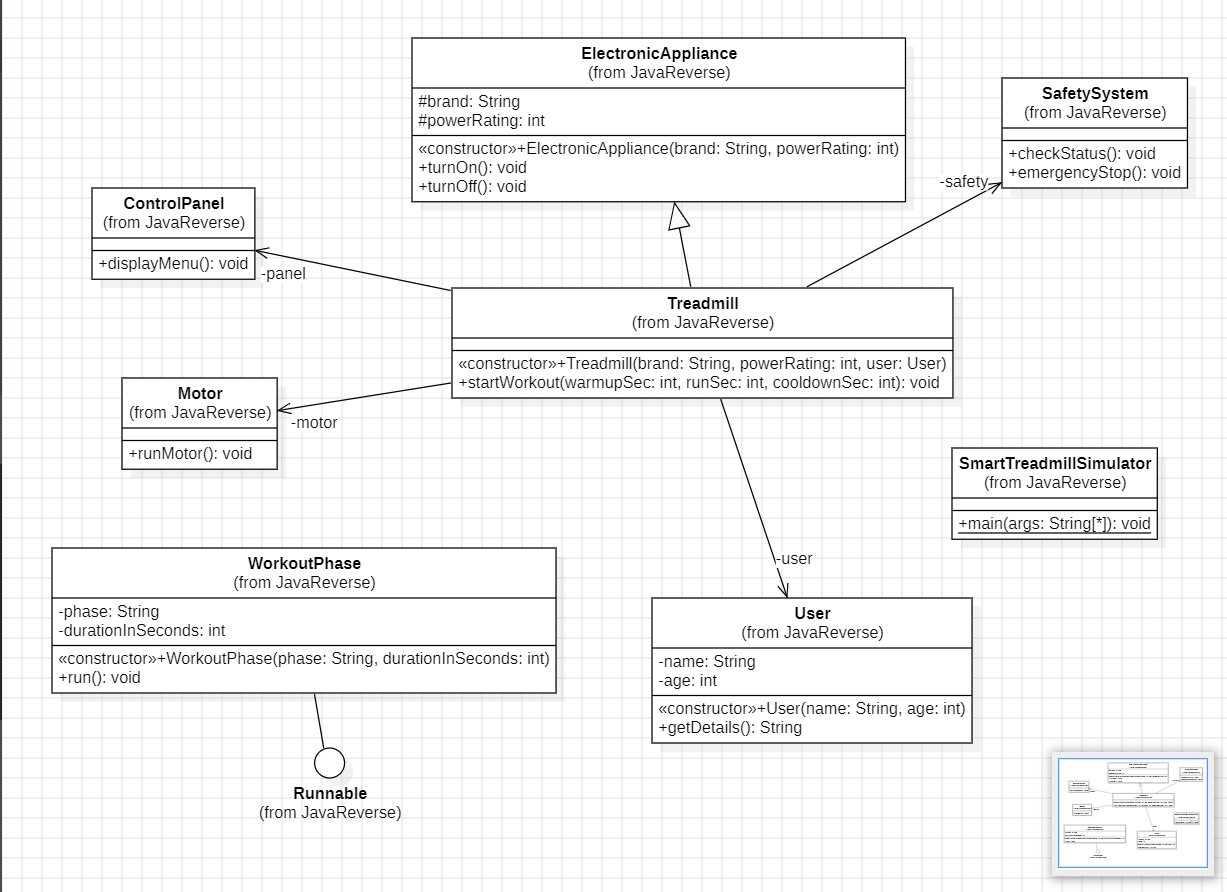 ElectronicAppliance
(from JavaReverse)
#brand: String
#powerRating: int
«constructor»+ElectronicAppliance(brand: String, powerRating: int)
+turnOn(): void
+turnOff(): void
SafetySystem
(from JavaReverse)
+checkStatus(): void
+emergencyStop(): void
-safety
ControlPanel
(from JavaReverse)
+displayMenu(): void
-panel
Treadmill
(from JavaReverse)
«constructor»+Treadmill(brand: String, powerRating: int, user: User)
+startWorkout(warmupSec: int, runSec: int, cooldownSec: int): void
Motor
(from JavaReverse)
+runMotor(): void
-motor
SmartTreadmillSimulator
(from JavaReverse)
+main(args: String[*]): void
WorkoutPhase
(from JavaReverse)
-phase: String
-durationInSeconds: int
«constructor»+WorkoutPhase(phase: String, durationInSeconds: int)
+run(): void
-user
User
(from JavaReverse)
-name: String
-age: int
«constructor»+User(name: String, age: int)
+getDetails(): String
Runnable
(from JavaReverse)